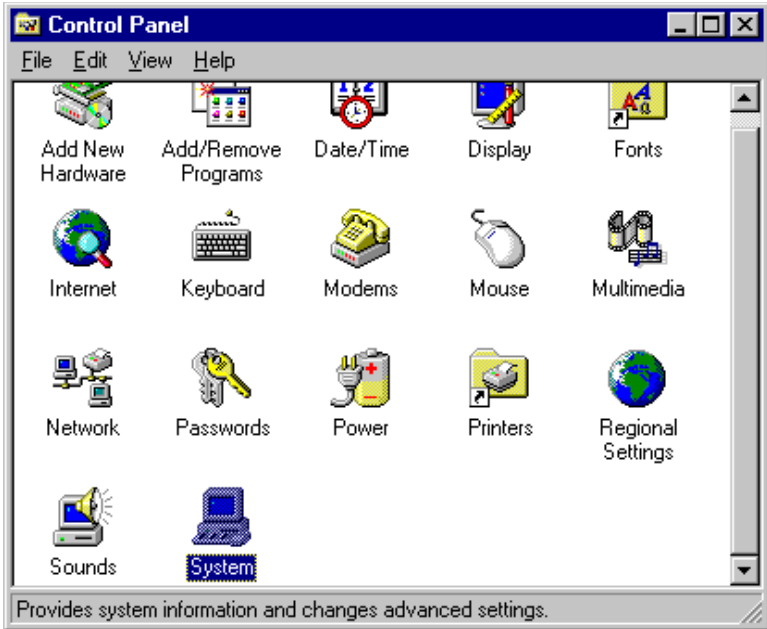 Control Panel
File Edit View Help
Add New Hardware
Add/Remove Programs
Date/Time
Display
Fonts
Internet
Keyboard
Modems
Mouse
Multimedia
Network
Passwords
Power
Printers
Regional Settings
Sounds
System
Provides system information and changes advanced settings.